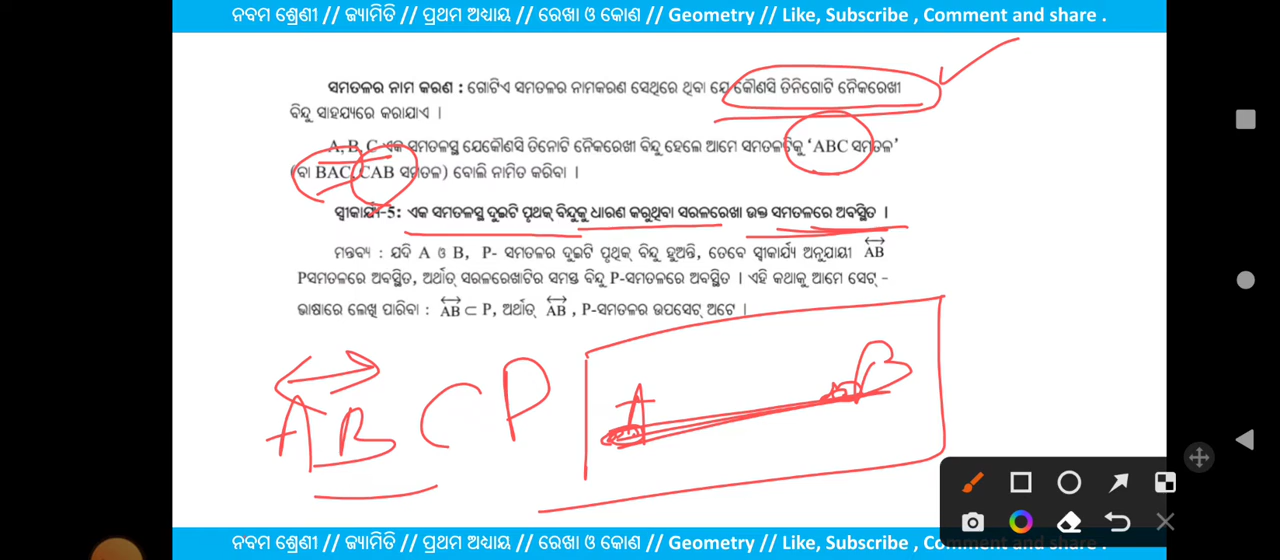 ନବମ ଶ୍ରେଣୀ // ଜ୍ୟାମିତି // ପ୍ରଥମ ଅଧ୍ୟାୟ // ରେଖା ଓ କୋଣ // Geometry // Like, Subscribe , Comment and share .
ସମତଳର ନାମ କରଣ : ଗୋଟିଏ ସମତଳର ନାମକରଣ ସେଥିରେ ଥିବା ଯେ କୌଣସି ତିନିଗୋଟି ନୈକରେଖୀ
ବିନ୍ଦୁ ସାହଯ୍ୟରେ କରାଯାଏ ।
A, B, C ଏକ ସମତଳସ୍ଥ ଯେକୌଣସି ତିନୋଟି ନୈକରେଖୀ ବିନ୍ଦୁ ହେଲେ ଆମେ ସମତଳଟିକୁ ‘ABC ସମତଳ’
(ବା BAC, CAB ସମତଳ) ବୋଲି ନାମିତ କରିବା ।
ସ୍ଵୀକାର୍ଯ୍ୟ-5: ଏକ ସମତଳସ୍ଥ ଦୁଇଟି ପୃଥକ୍ ବିନ୍ଦୁକୁ ଧାରଣ କରୁଥିବା ସରଳରେଖା ଉକ୍ତ ସମତଳରେ ଅବସ୍ଥିତ ।
ମନ୍ତବ୍ୟ : ଯଦି A ଓ B, P- ସମତଳର ଦୁଇଟି ପୃଥକ୍ ବିନ୍ଦୁ ହୁଅନ୍ତି, ତେବେ ସ୍ଵୀକାର୍ଯ୍ୟ ଅନୁଯାୟୀ A͍B
Pସମତଳରେ ଅବସ୍ଥିତ, ଅର୍ଥାତ୍ ସରଳରେଖାଟିର ସମସ୍ତ ବିନ୍ଦୁ P-ସମତଳରେ ଅବସ୍ଥିତ । ଏହି କଥାକୁ ଆମେ ସେଟ୍ -
ଭାଷାରେ ଲେଖି ପାରିବା : AB ⊂ P, ଅର୍ଥାତ୍ AB , P-ସମତଳର ଉପସେଟ୍ ଅଟେ ।
AB ⊂ P A B
ନବମ ଶ୍ରେଣୀ // ଜ୍ୟାମିତି // ପ୍ରଥମ ଅଧ୍ୟାୟ // ରେଖା ଓ କୋଣ // Geometry // Like, Subscribe , Comment and share .